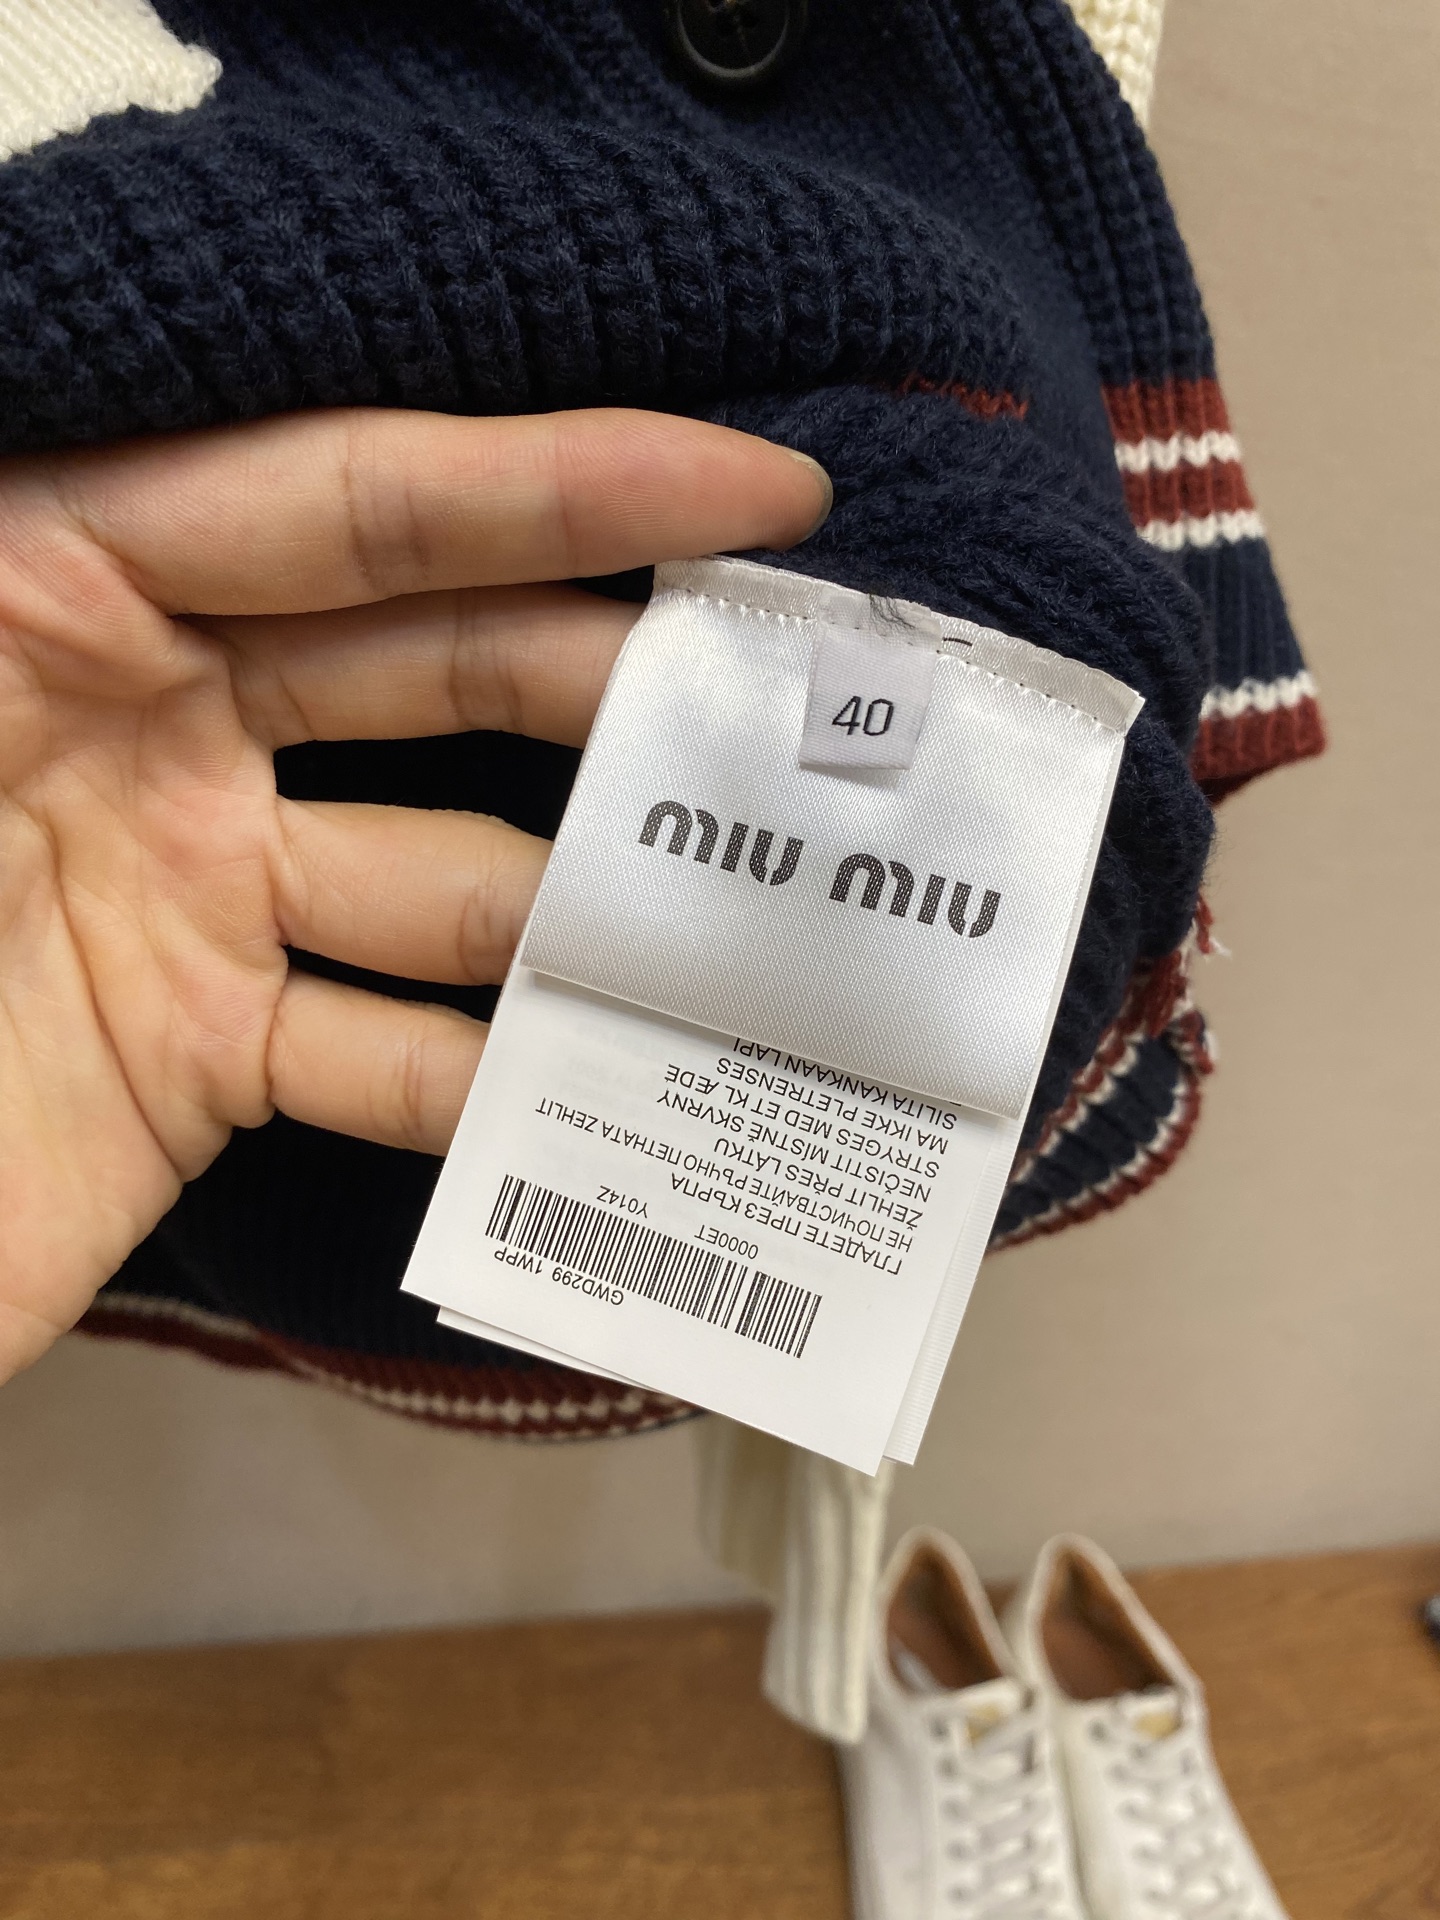 40
MIU MIU
GWD299 1WPP
0000ET Y014Z
ГЛАДЕТЕ ПРЕЗ КЪРПА
НЕ ПОЧИСТВАЙТЕ РЪЧНО ПЕТНАТА ZEHLIT
ŽEHLIT PŘES LÁTKU
NEČISTIT MÍSTNĚ SKVRNY
STRYGES MED ET KL ÆDE
MA IKKE PLETRENSES
SILITA KANKAAN LAPI